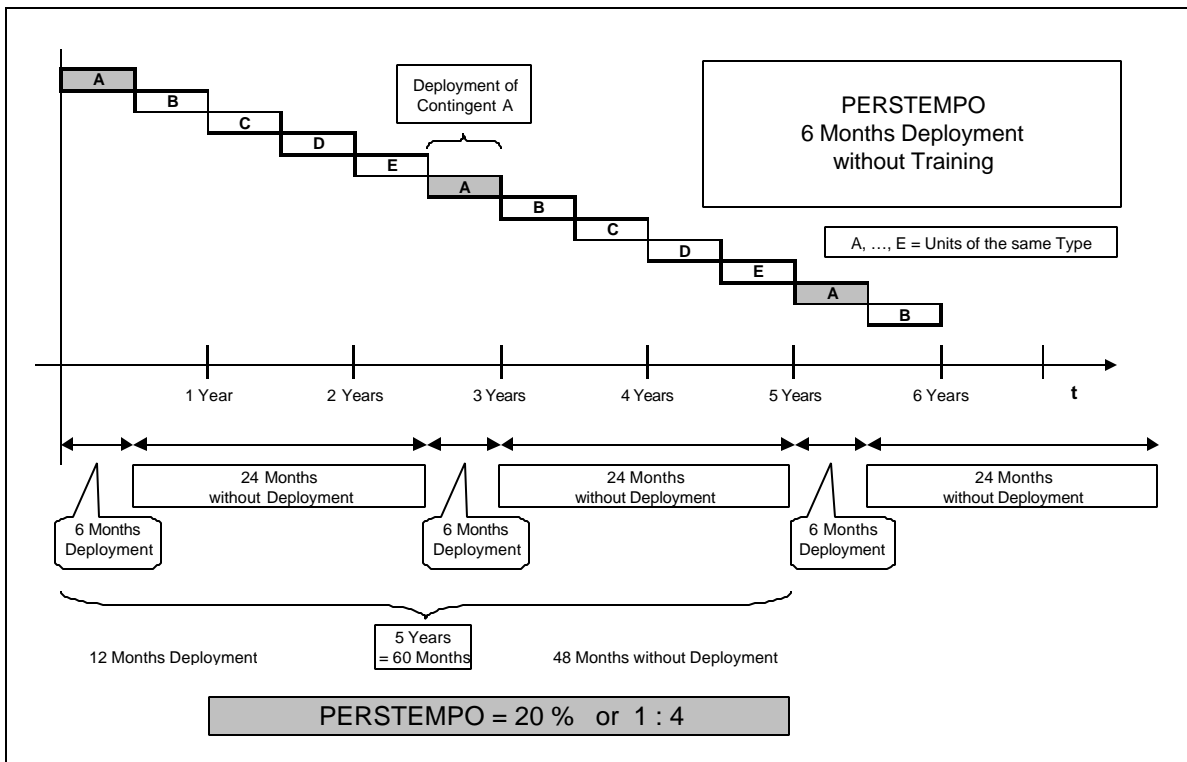 A
B
C
D
E
A
B
C
D
E
A
B
Deployment of
Contingent A
PERSTEMPO
6 Months Deployment
without Training
A, …, E = Units of the same Type
1 Year
2 Years
3 Years
4 Years
5 Years
6 Years
t
24 Months
without Deployment
24 Months
without Deployment
24 Months
without Deployment
6 Months
Deployment
6 Months
Deployment
6 Months
Deployment
12 Months Deployment
5 Years
= 60 Months
48 Months without Deployment
PERSTEMPO = 20 % or 1 : 4